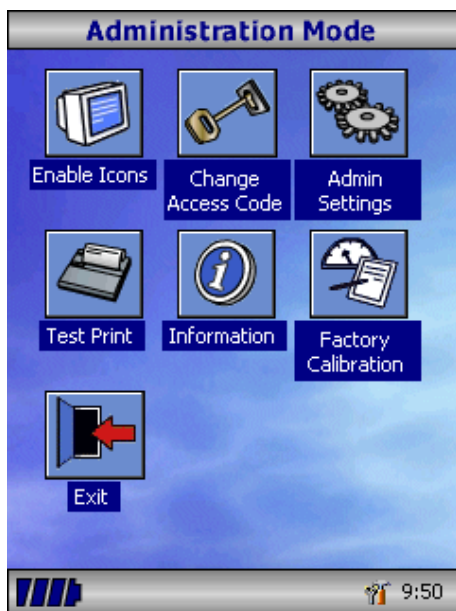 Administration Mode
Enable Icons
Change
Access Code
Admin
Settings
Test Print
Information
Factory
Calibration
Exit
9:50